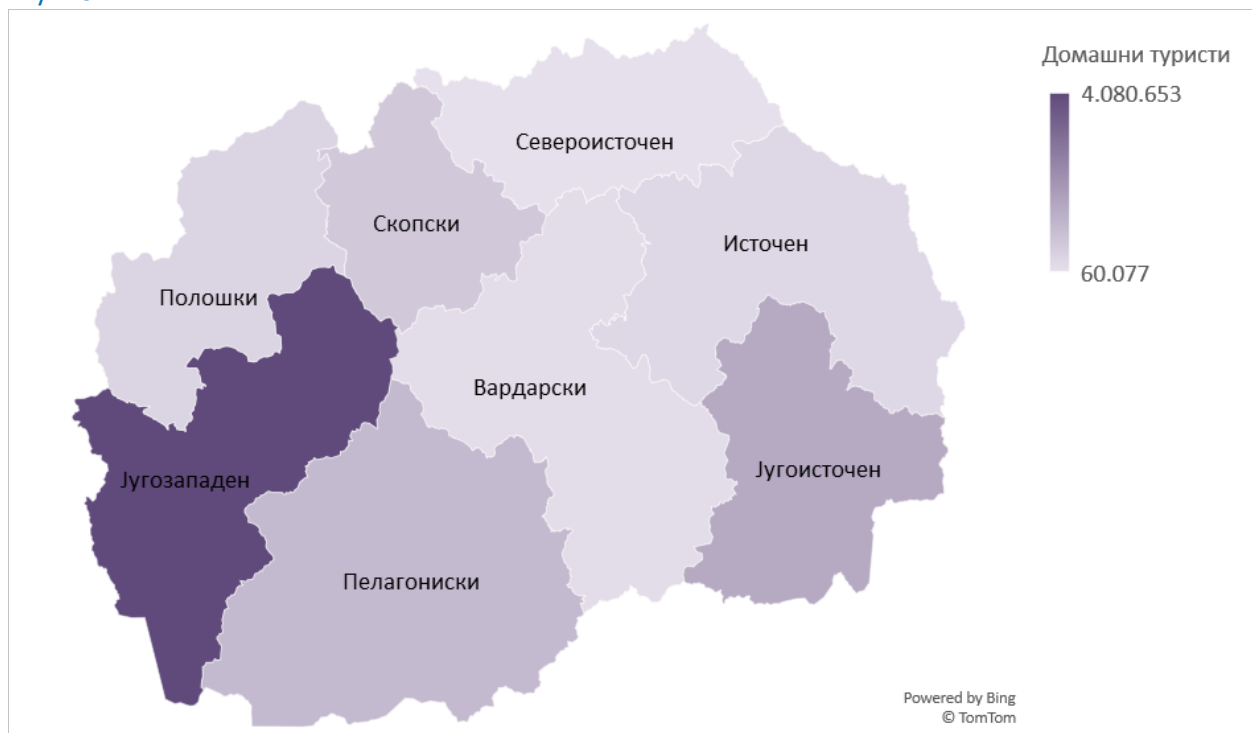 Домашни туристи
4.080.653
60.077
Североисточен
Скопски
Источен
Полошки
Вардарски
Југозападен
Југоисточен
Пелагониски
Powered by Bing
© TomTom